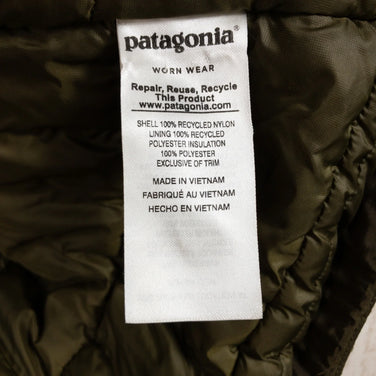 patagonia®
WORN WEAR
Repair, Reuse, Recycle
This Product
www.patagonia.com
SHELL 100% RECYCLED NYLON
LINING 100% RECYCLED
POLYESTER INSULATION
100% POLYESTER
EXCLUSIVE OF TRIM
MADE IN VIETNAM
FABRIQUÉ AU VIETNAM
HECHO EN VIETNAM